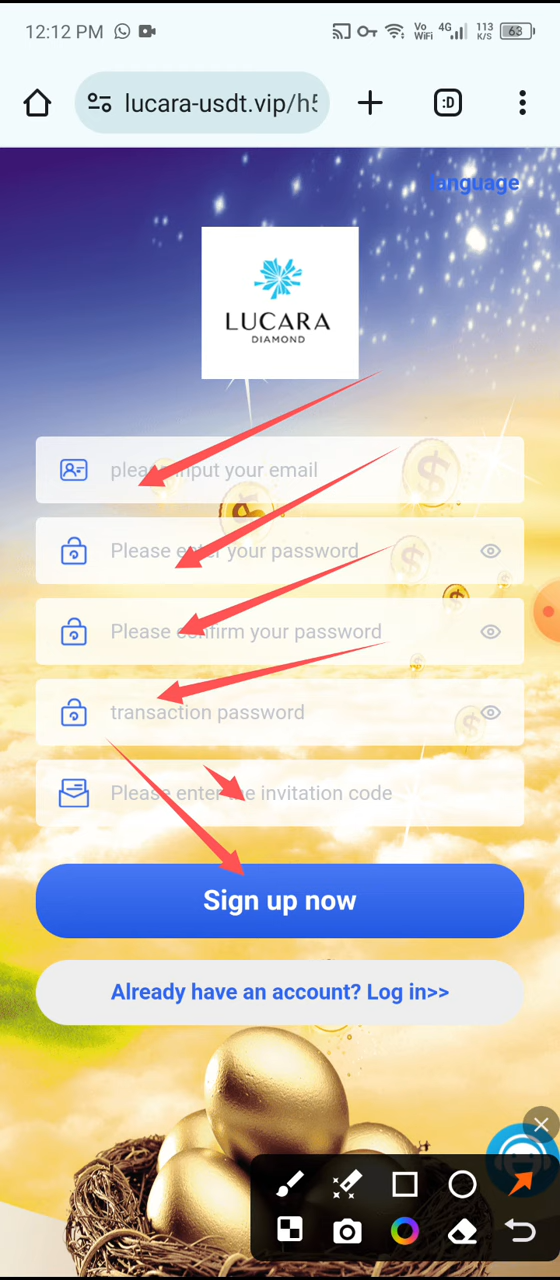 12:12 PM
Vo
WiFi
4G
113
K/S
63
lucara-usdt.vip/h5
:D
language
LUCARA
DIAMOND
please input your email
Please enter your password
Please confirm your password
transaction password
Please enter the invitation code
Sign up now
Already have an account? Log in>>